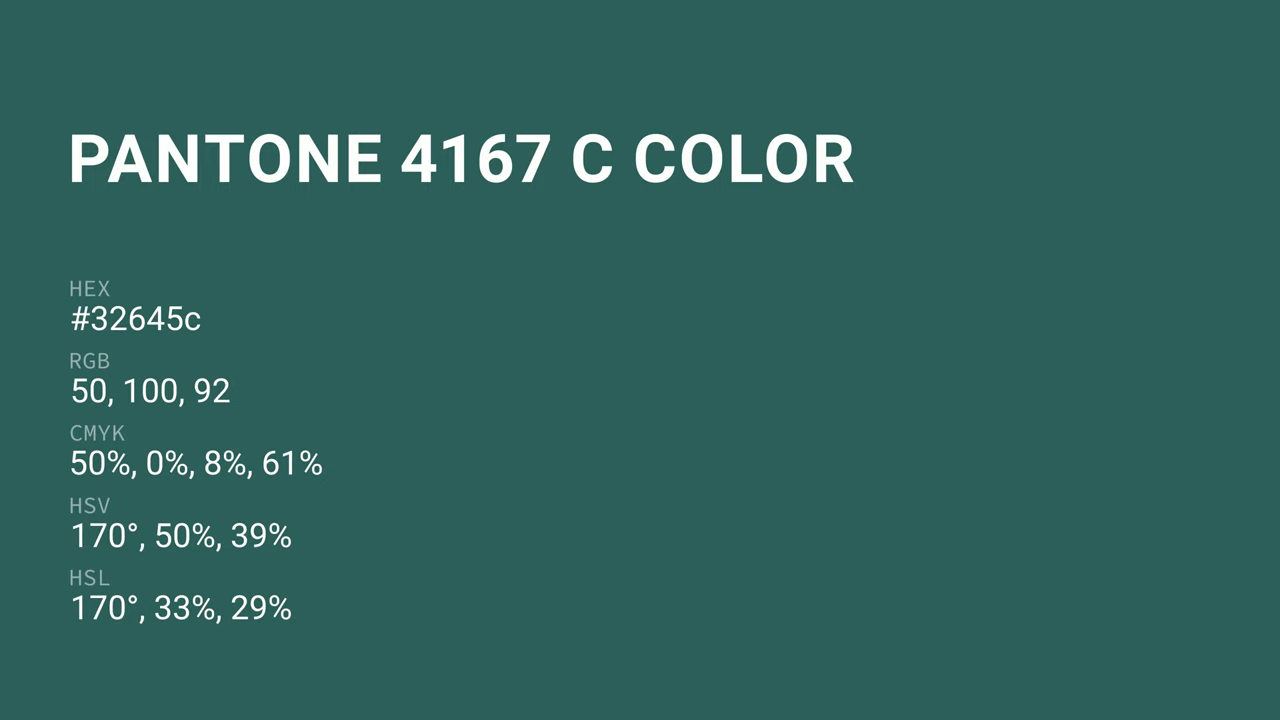 PANTONE 4167 C COLOR
HEX
#32645c
RGB
50, 100, 92
CMYK
50%, 0%, 8%, 61%
HSV
170°, 50%, 39%
HSL
170°, 33%, 29%